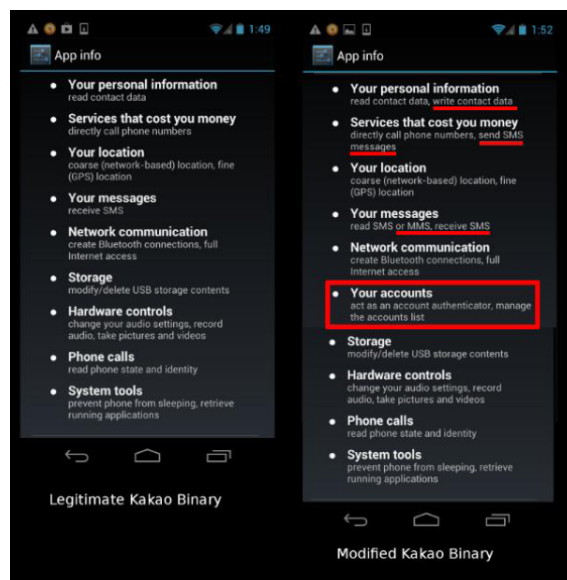 1:49
App info
Your personal information
read contact data
Services that cost you money
directly call phone numbers
Your location
coarse (network-based) location, fine
(GPS) location
Your messages
receive SMS
Network communication
create Bluetooth connections, full
Internet access
Storage
modify/delete USB storage contents
Hardware controls
change your audio settings, record
audio, take pictures and videos
Phone calls
read phone state and identity
System tools
prevent phone from sleeping, retrieve
running applications
Legitimate Kakao Binary
1:52
App info
Your personal information
read contact data, write contact data
Services that cost you money
directly call phone numbers, send SMS
messages
Your location
coarse (network-based) location, fine
(GPS) location
Your messages
read SMS or MMS, receive SMS
Network communication
create Bluetooth connections, full
Internet access
Your accounts
act as an account authenticator, manage
the accounts list
Storage
modify/delete USB storage contents
Hardware controls
change your audio settings, record
audio, take pictures and videos
Phone calls
read phone state and identity
System tools
prevent phone from sleeping, retrieve
running applications
Modified Kakao Binary